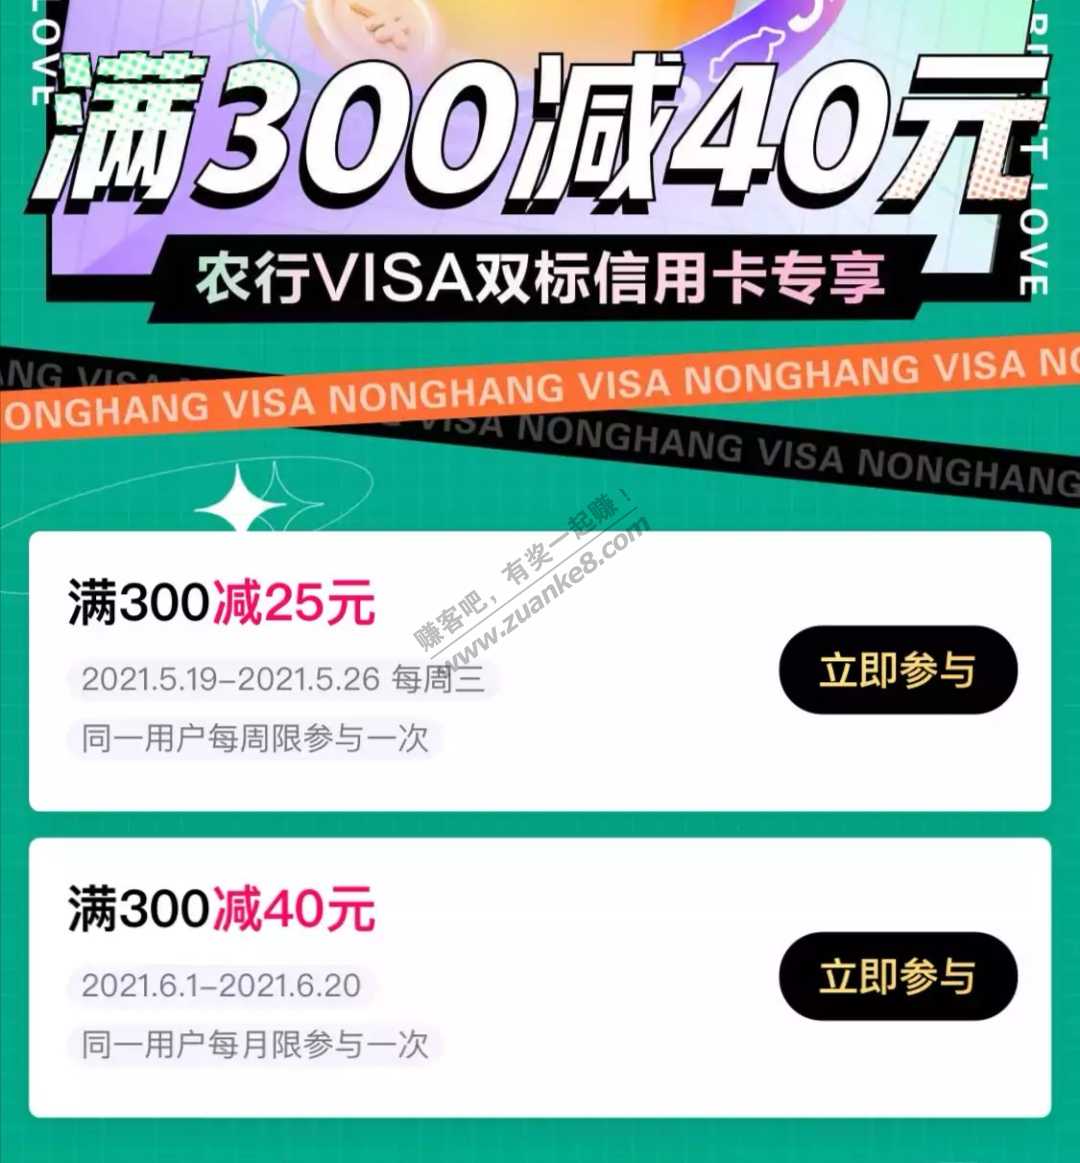 LOVE
满300减40元
T LOVE
农行VISA双标信用卡专享
ANG VISA
ONGHANG VISA NONGHANG VISA NONGHANG VISA NO
VISA NONGHANG VISA NONGHANG
赚客吧，有奖一起赚！
www.zuanke8.com
满300减25元
2021.5.19-2021.5.26 每周三
立即参与
同一用户每周限参与一次
满300减40元
2021.6.1-2021.6.20
立即参与
同一用户每月限参与一次